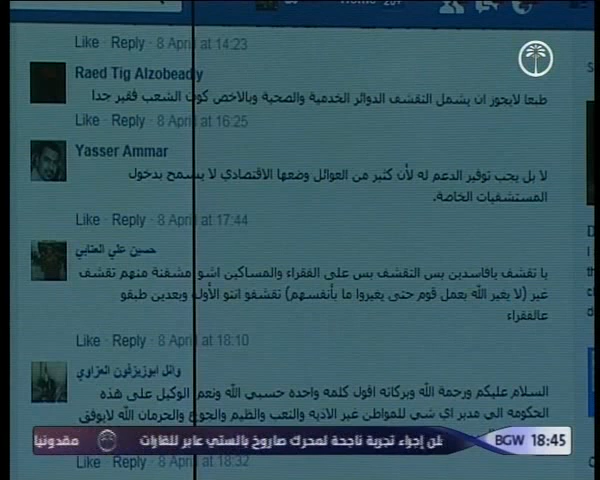 Like · Reply · 8 April at 14:23
Raed Tig Alzobeady
طبعا لايجوز ان يشمل التقشف الدوائر الخدمية والصحية وبالاخص كون الشعب فقير جدا
Like · Reply · 8 April at 16:25
Yasser Ammar
لا بل يجب توفير الدعم له لأن كثير من العوائل وضعها الاقتصادي لا يسمح بدخول
المستشفيات الخاصة.
Like · Reply · 8 April at 17:44
حسين علي العتابي
يا تقشف يافاسدين بس التقشف بس على الفقراء والمساكين اشو مشفنة منهم تقشف
غير (لا يغير الله بعمل قوم حتى يغيروا ما بأنفسهم) تقشفو انتو الأول وبعدين طبقو
عالفقراء
Like · Reply · 8 April at 18:10
وائل ابوزيزفون العزاوي
السلام عليكم ورحمة الله وبركاته اقول كلمه واحده حسبي الله ونعم الوكيل على هذه
الحكومه الي مدبر اي شي للمواطن غير الاذيه والتعب والظيم والجوع والحرمان الله لايوفق
لن إجراء تجربة ناجحة لمحرك صاروخ بالستي عابر للقارات
مقدونيا
BGW 18:45
Like · Reply · 8 April at 18:32